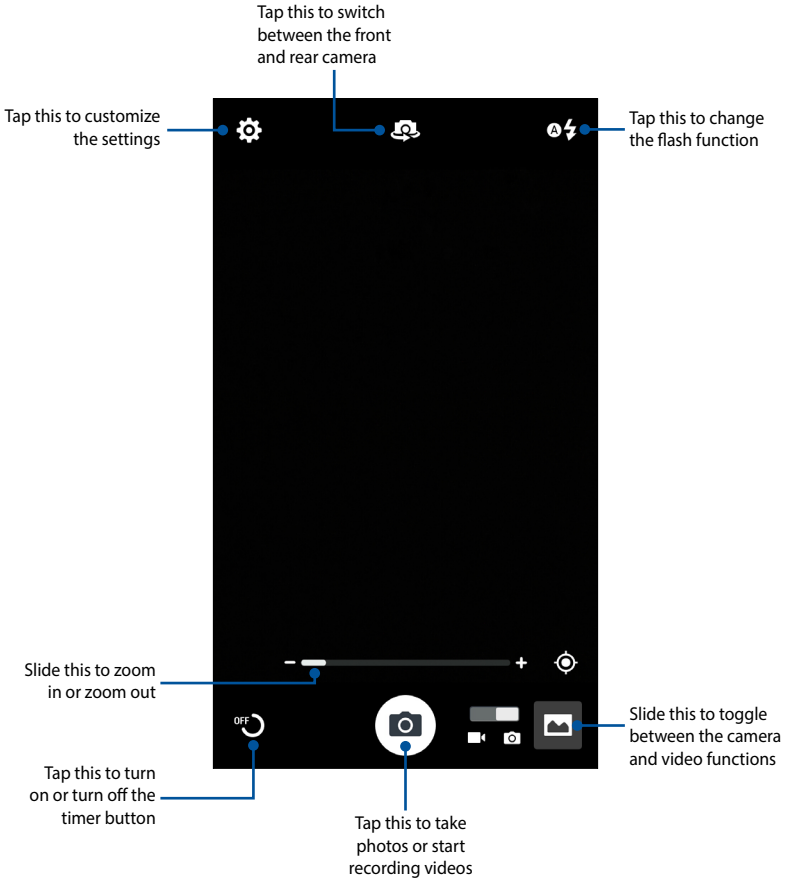 Tap this to switch
between the front
and rear camera
Tap this to customize
the settings
Tap this to change
the flash function
A
Slide this to zoom
in or zoom out
OFF
Slide this to toggle
between the camera
and video functions
Tap this to turn
on or turn off the
timer button
Tap this to take
photos or start
recording videos